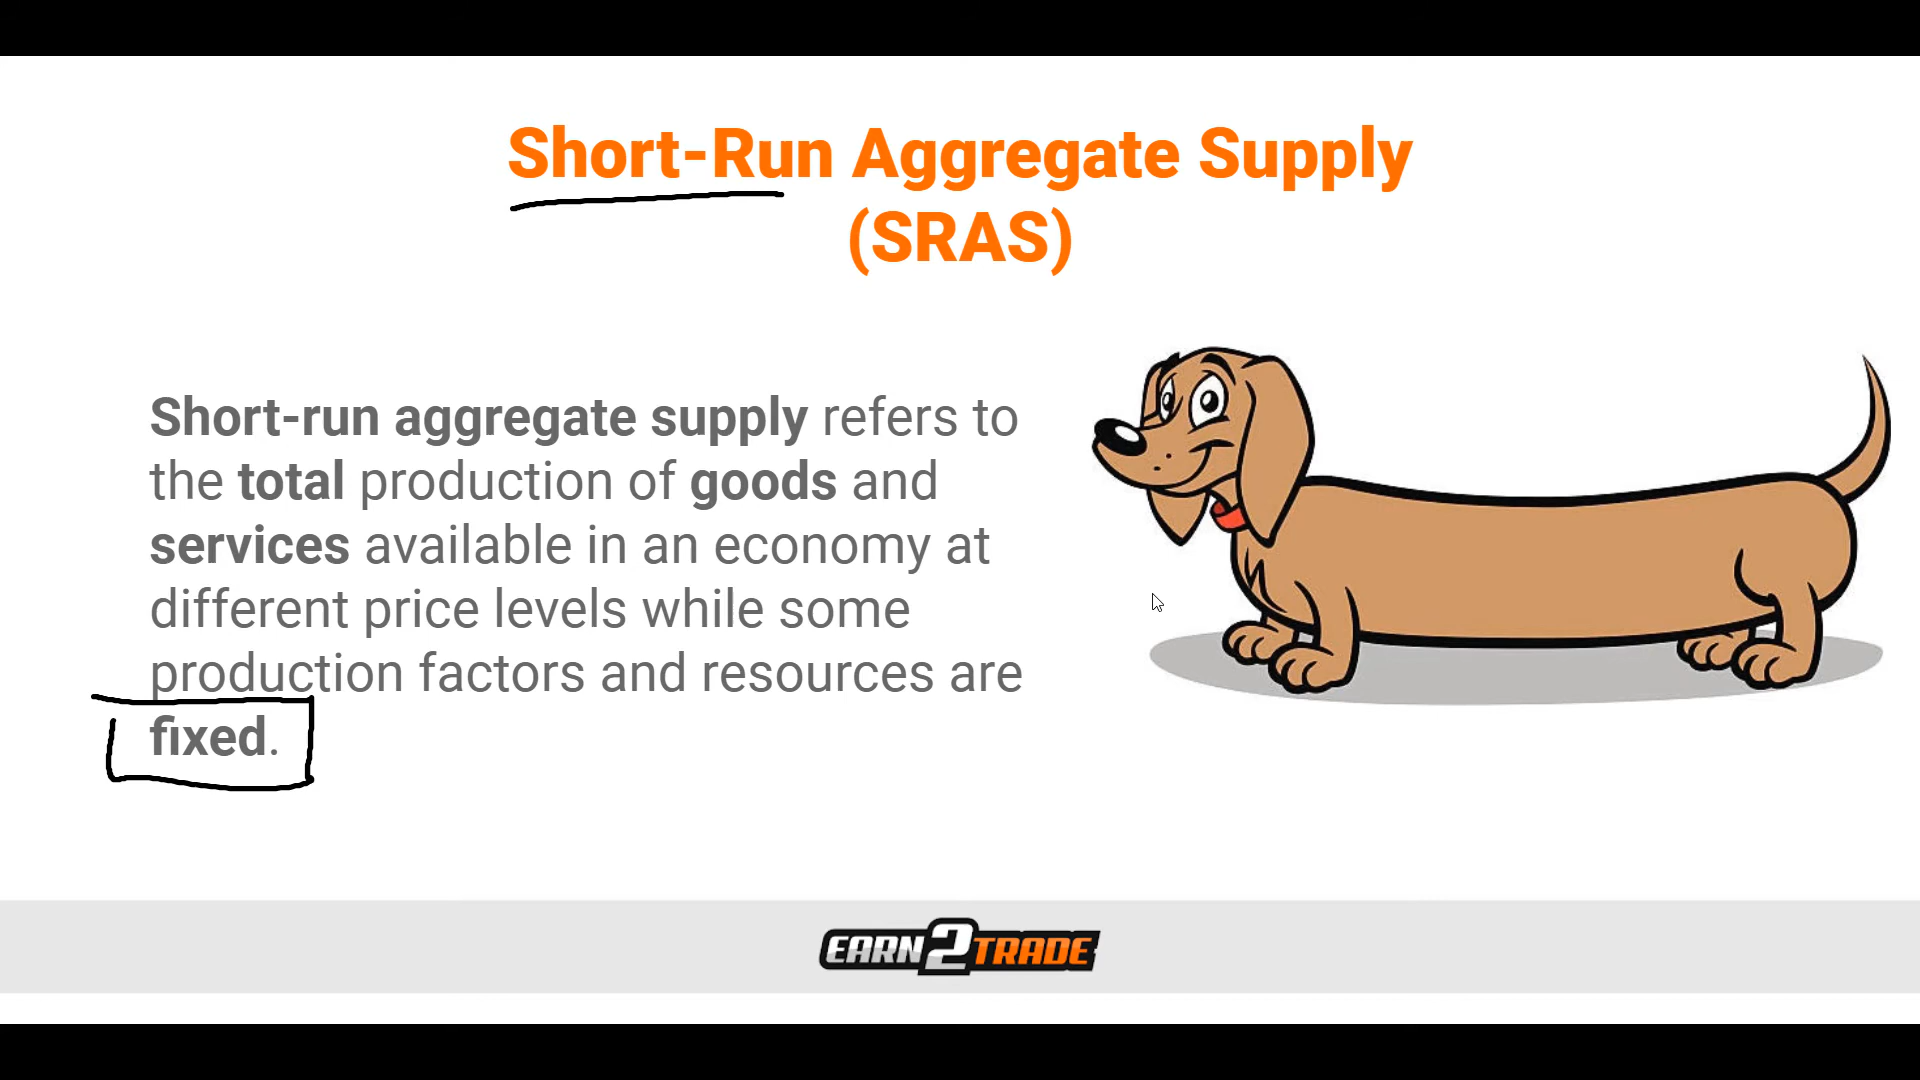 Short-Run Aggregate Supply
(SRAS)
Short-run aggregate supply refers to
the total production of goods and
services available in an economy at
different price levels while some
production factors and resources are
fixed.
EARN2TRADE